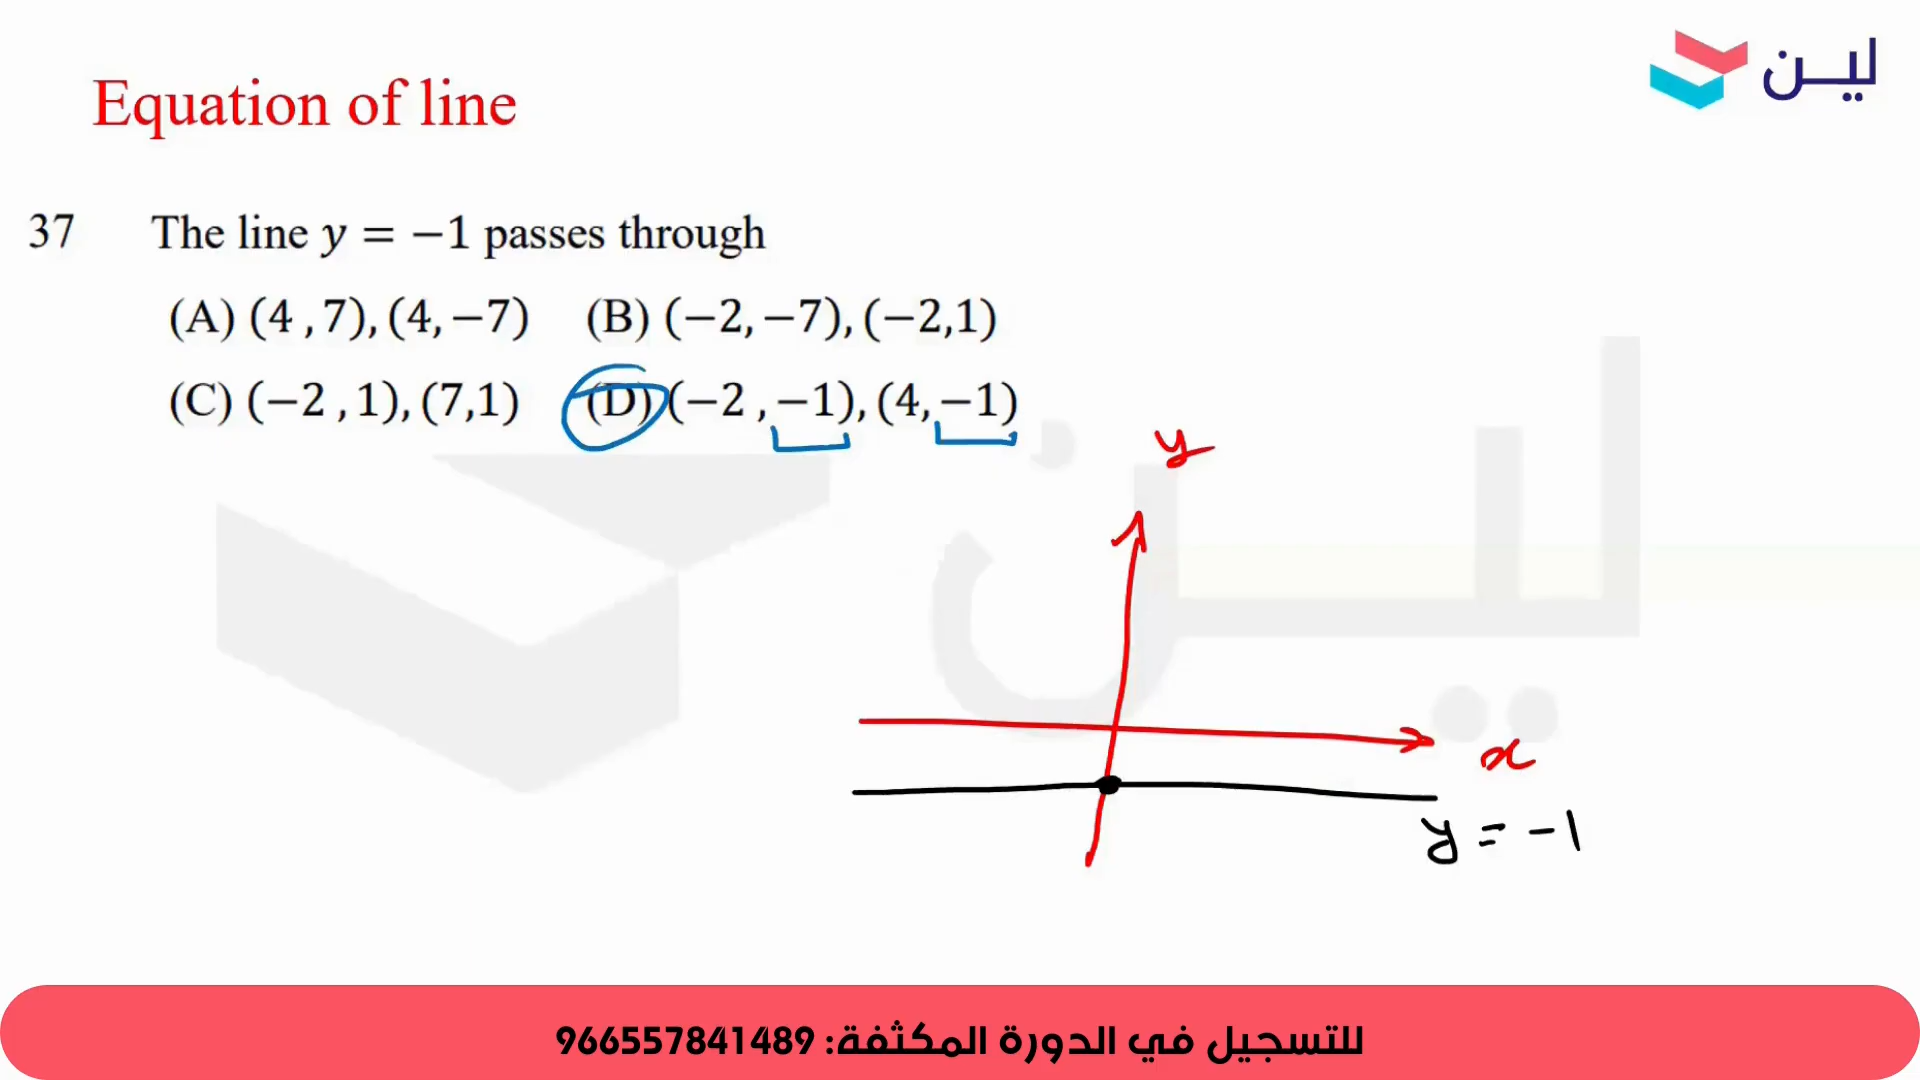 لين
Equation of line
37 The line y = −1 passes through
(A) (4 , 7), (4, −7) (B) (−2, −7), (−2,1)
(C) (−2 , 1), (7,1) (D) (−2 , −1), (4, −1)
y
x
y = -1
للتسجيل في الدورة المكثفة: 966557841489